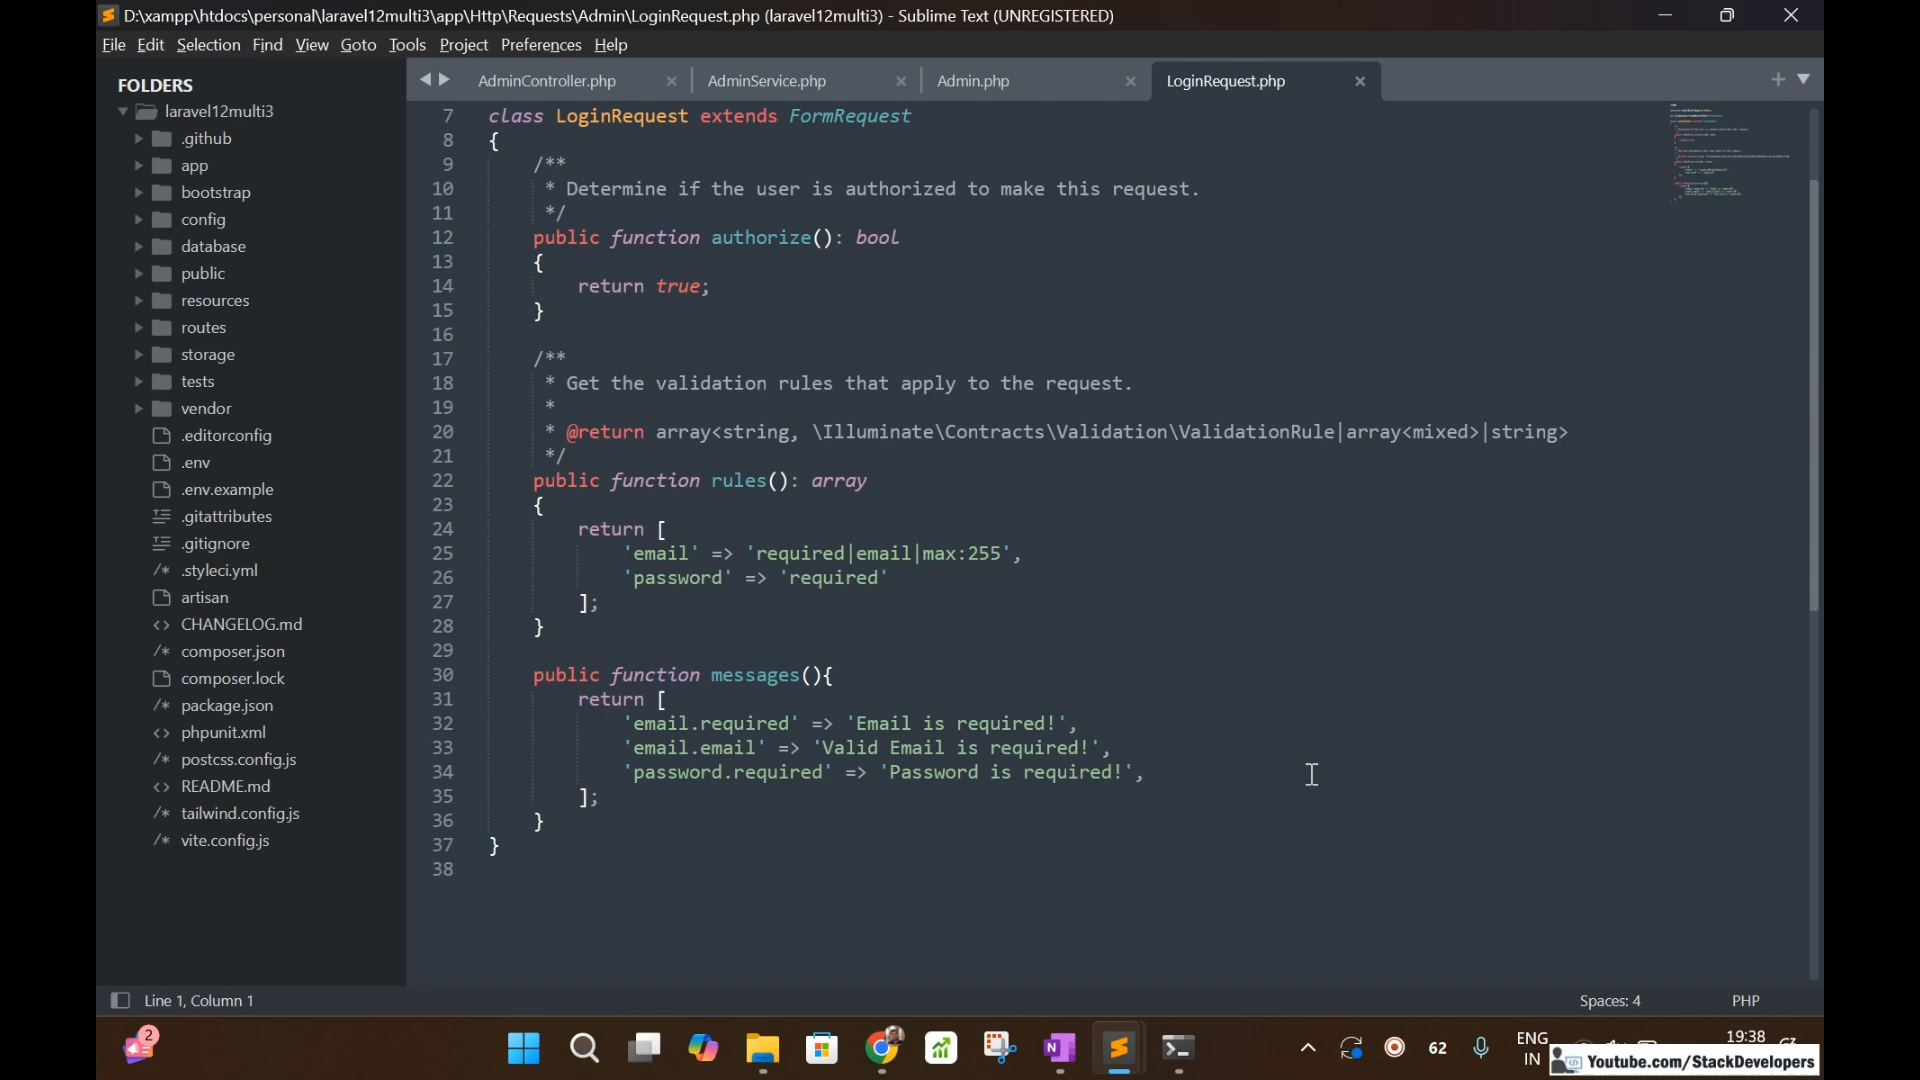 D:\xampp\htdocs\personal\laravel12multi3\app\Http\Requests\Admin\LoginRequest.php (laravel12multi3) - Sublime Text (UNREGISTERED)
File Edit Selection Find View Goto Tools Project Preferences Help
FOLDERS
laravel12multi3
.github
app
bootstrap
config
database
public
resources
routes
storage
tests
vendor
.editorconfig
.env
.env.example
.gitattributes
.gitignore
/* .styleci.yml
artisan
<> CHANGELOG.md
/* composer.json
composer.lock
/* package.json
<> phpunit.xml
/* postcss.config.js
<> README.md
/* tailwind.config.js
/* vite.config.js
AdminController.php AdminService.php Admin.php LoginRequest.php
7 class LoginRequest extends FormRequest
8 {
9 /**
10 * Determine if the user is authorized to make this request.
11 */
12 public function authorize(): bool
13 {
14 return true;
15 }
16
17 /**
18 * Get the validation rules that apply to the request.
19 *
20 * @return array<string, \Illuminate\Contracts\Validation\ValidationRule|array<mixed>|string>
21 */
22 public function rules(): array
23 {
24 return [
25 'email' => 'required|email|max:255',
26 'password' => 'required'
27 ];
28 }
29
30 public function messages(){
31 return [
32 'email.required' => 'Email is required!',
33 'email.email' => 'Valid Email is required!',
34 'password.required' => 'Password is required!',
35 ];
36 }
37 }
38
Line 1, Column 1 Spaces: 4 PHP
2
N
62
ENG
IN
19:38
Youtube.com/StackDevelopers